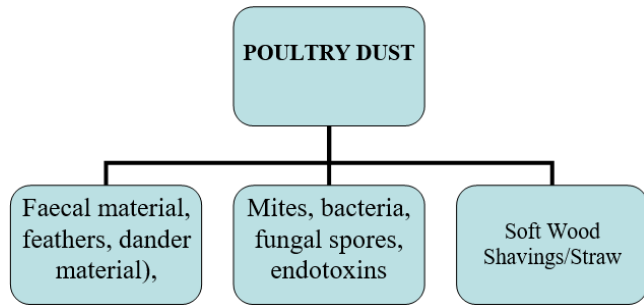 POULTRY DUST
Faecal material,
feathers, dander
material),
Mites, bacteria,
fungal spores,
endotoxins
Soft Wood
Shavings/Straw